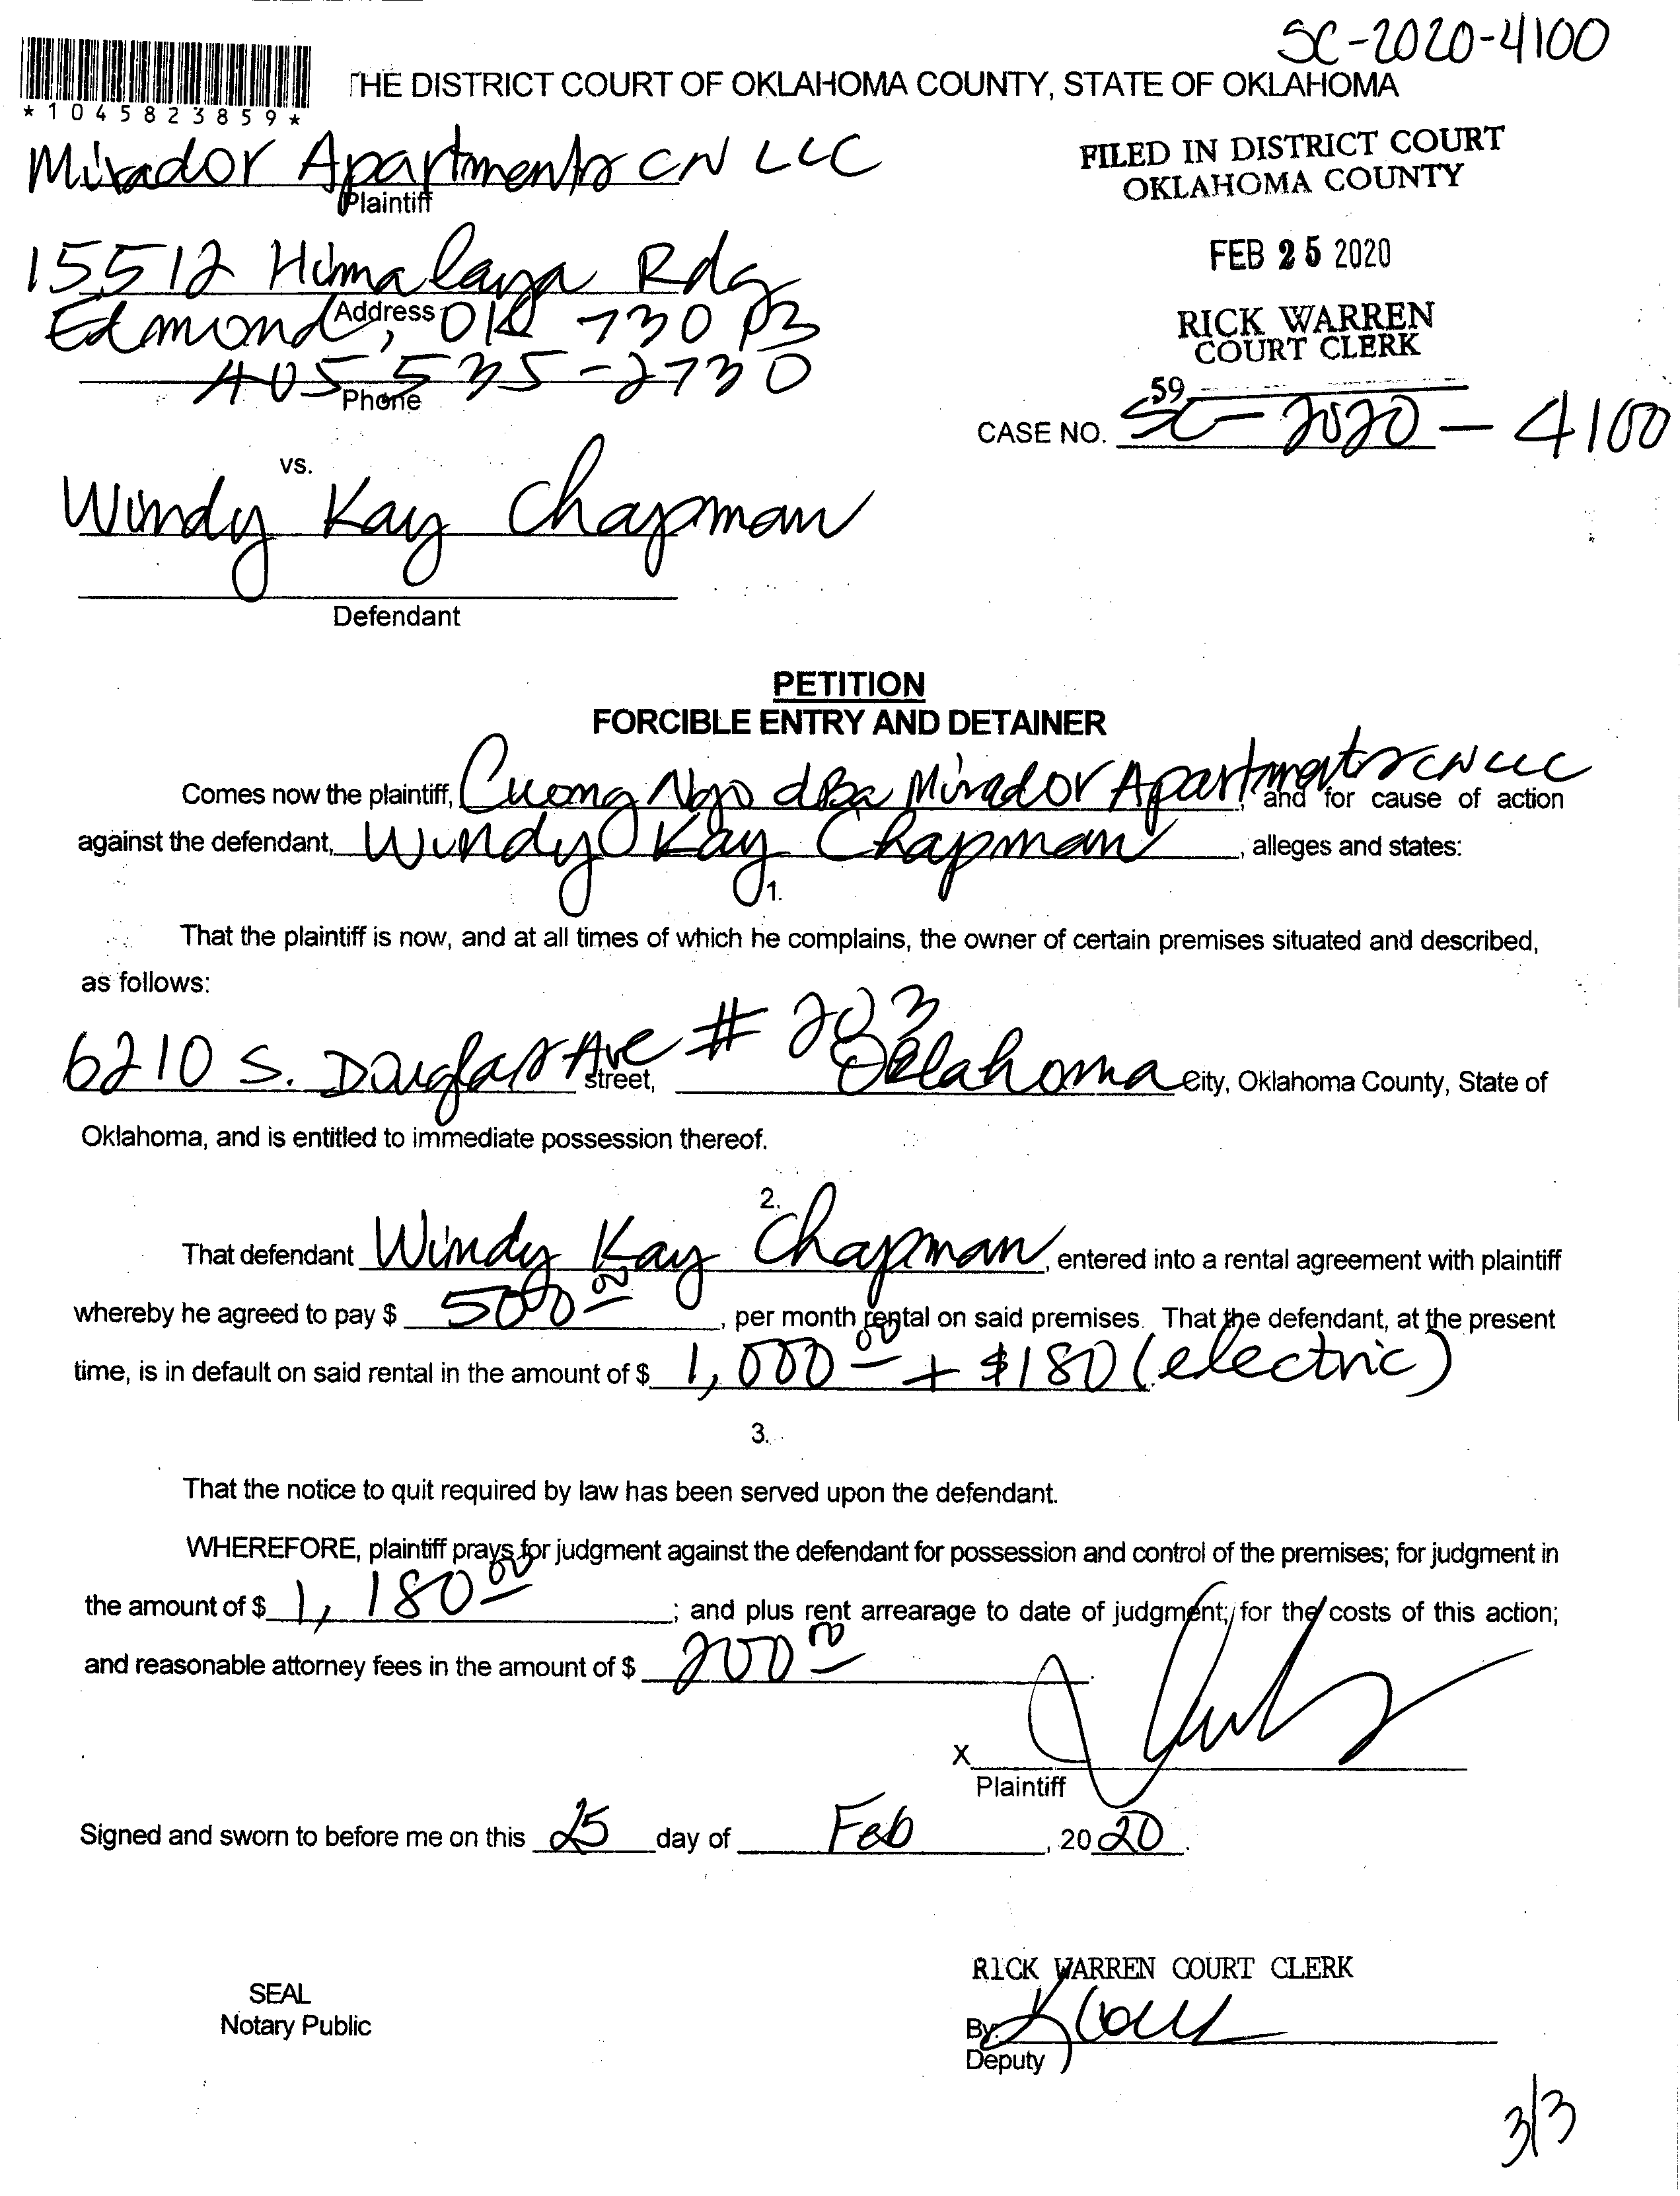 SC-2020-4100
*1045823859*
THE DISTRICT COURT OF OKLAHOMA COUNTY, STATE OF OKLAHOMA
Mirador Apartments CN LLC
Plaintiff
FILED IN DISTRICT COURT
OKLAHOMA COUNTY
15512 Himalaya Rdg
FEB 25 2020
Address
Edmond, OK 73013
RICK WARREN
COURT CLERK
405 535-2730
Phone
59
CASE NO. SC-2020-4100
vs.
Windy Kay Chapman
Defendant
PETITION
FORCIBLE ENTRY AND DETAINER
Comes now the plaintiff, Cuong Ngo dba Mirador Apartments CN LLC, and for cause of action
against the defendant, Windy Kay Chapman, alleges and states:
1.
That the plaintiff is now, and at all times of which he complains, the owner of certain premises situated and described,
as follows:
6210 S. Douglas Ave # 203 street, Oklahoma City, Oklahoma County, State of
Oklahoma, and is entitled to immediate possession thereof.
2.
That defendant Windy Kay Chapman, entered into a rental agreement with plaintiff
whereby he agreed to pay $ 500 00, per month rental on said premises. That the defendant, at the present
time, is in default on said rental in the amount of $ 1,000 00 + $180 (electric)
3.
That the notice to quit required by law has been served upon the defendant.
WHEREFORE, plaintiff prays for judgment against the defendant for possession and control of the premises; for judgment in
the amount of $ 1,180 00; and plus rent arrearage to date of judgment; for the costs of this action;
and reasonable attorney fees in the amount of $ 200 00.
X
Plaintiff
Signed and sworn to before me on this 25 day of Feb, 2020.
RICK WARREN COURT CLERK
SEAL
Notary Public
By:
Deputy
3/3